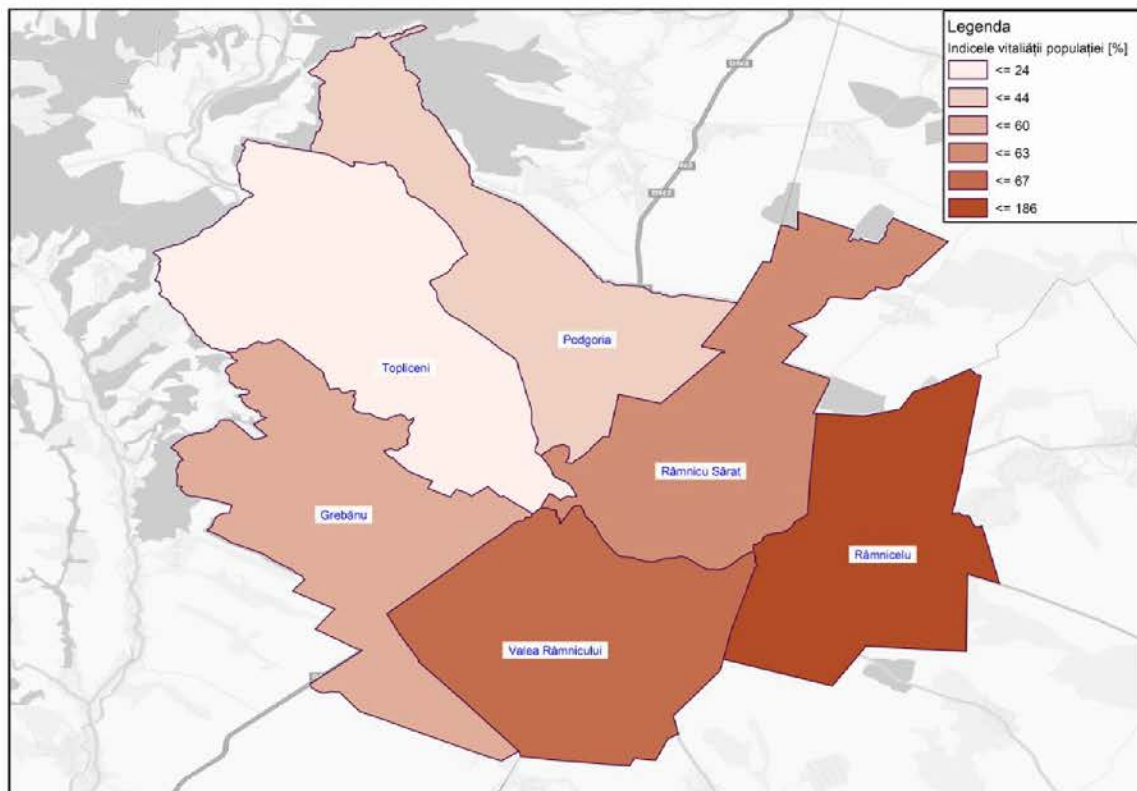 Legenda
Indicele vitalității populației [%]
<= 24
<= 44
<= 60
<= 63
<= 67
<= 186
Podgoria
Topliceni
Râmnicu Sărat
Grebănu
Râmnicelu
Valea Râmnicului